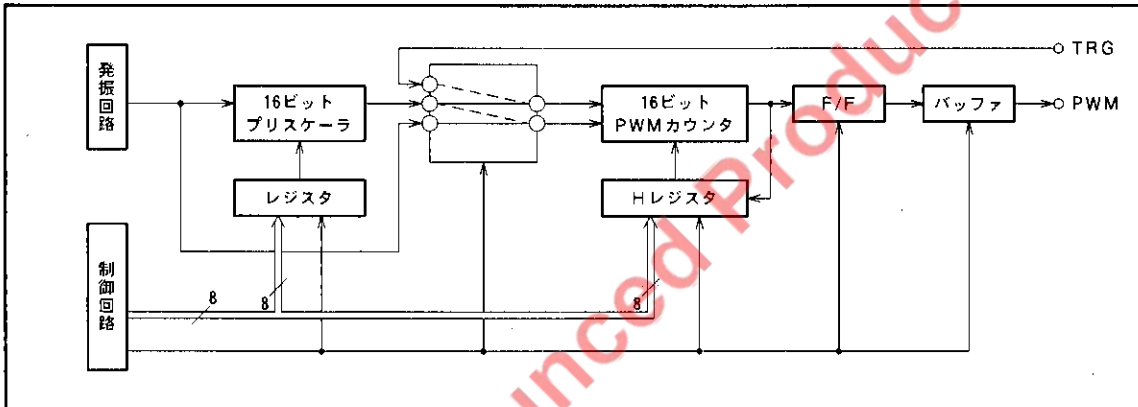 発振回路
16ビット
プリスケーラ
レジスタ
16ビット
PWMカウンタ
Hレジスタ
F/F
バッファ
TRG
PWM
制御回路
8
8
8
unced Produc